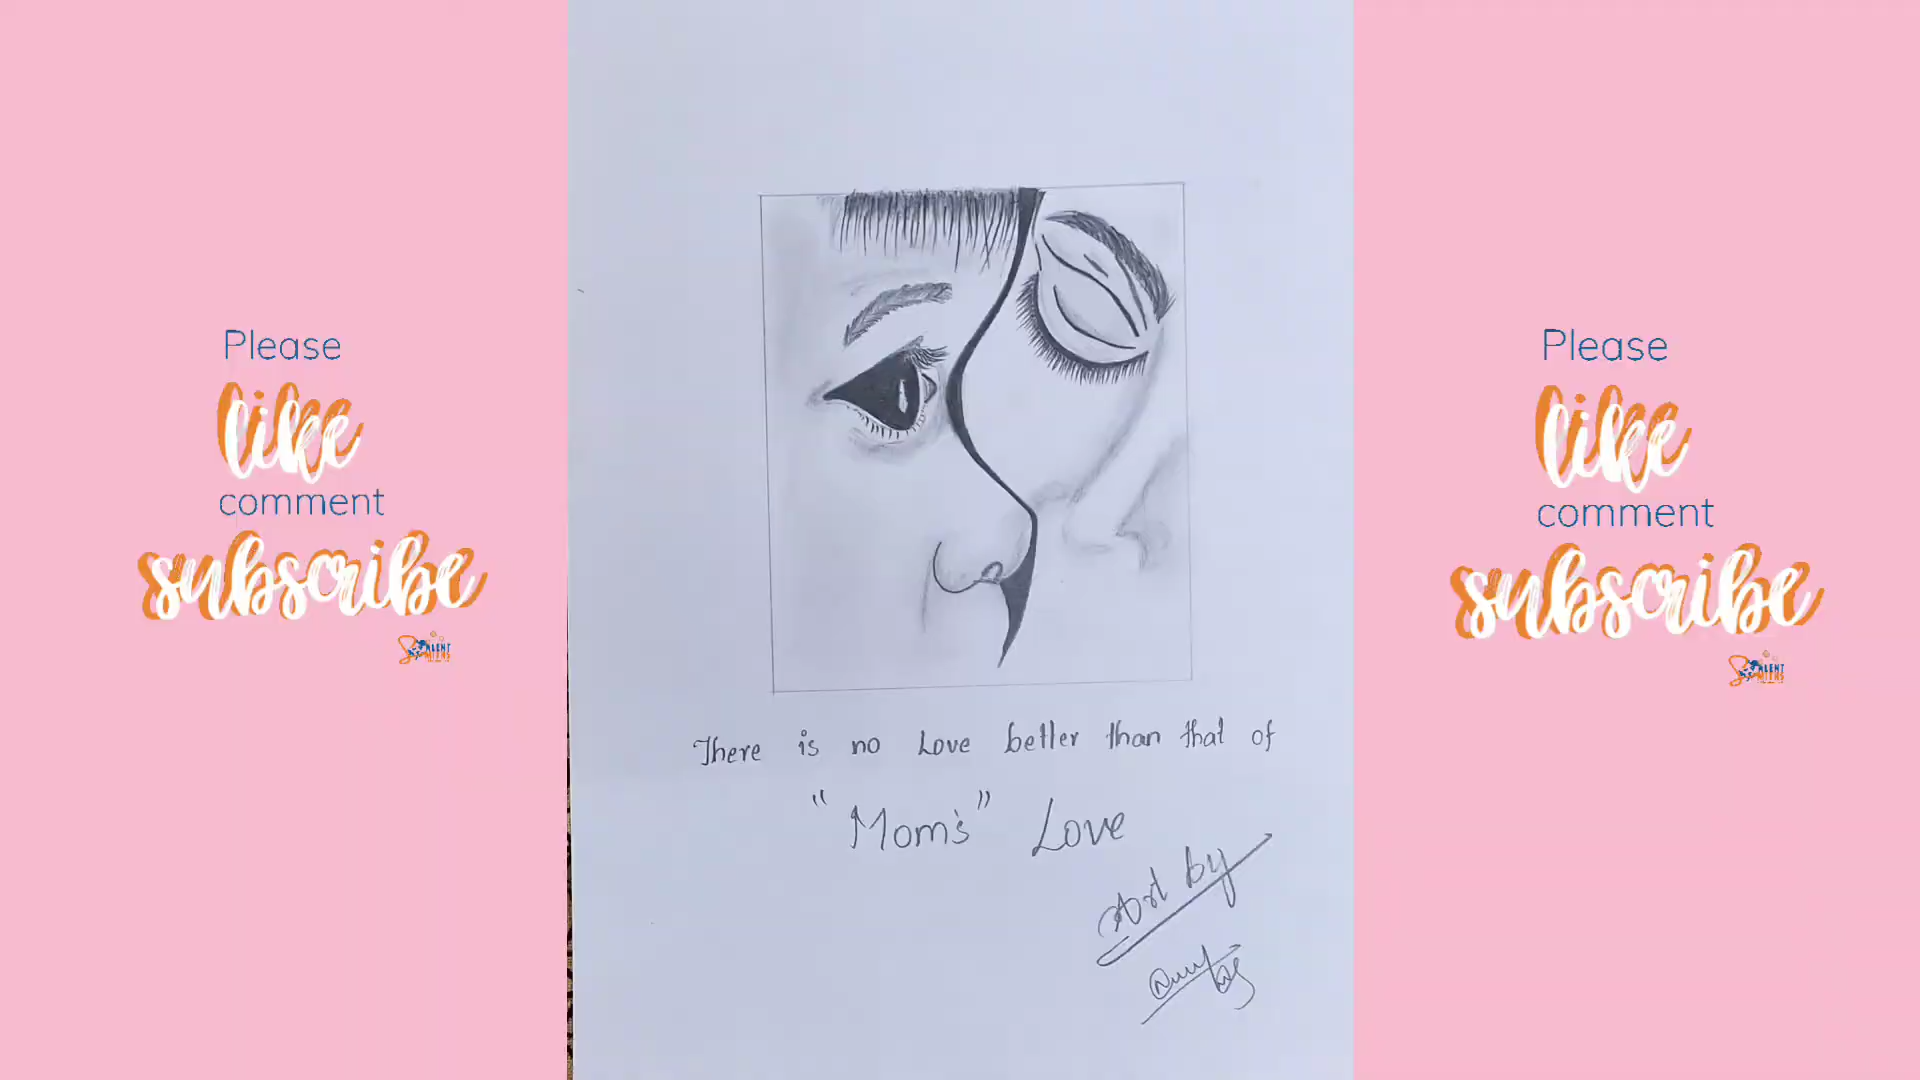 Please
like
comment
subscribe
There is no Love better than that of
"Mom's" Love
Art by
Please
like
comment
subscribe